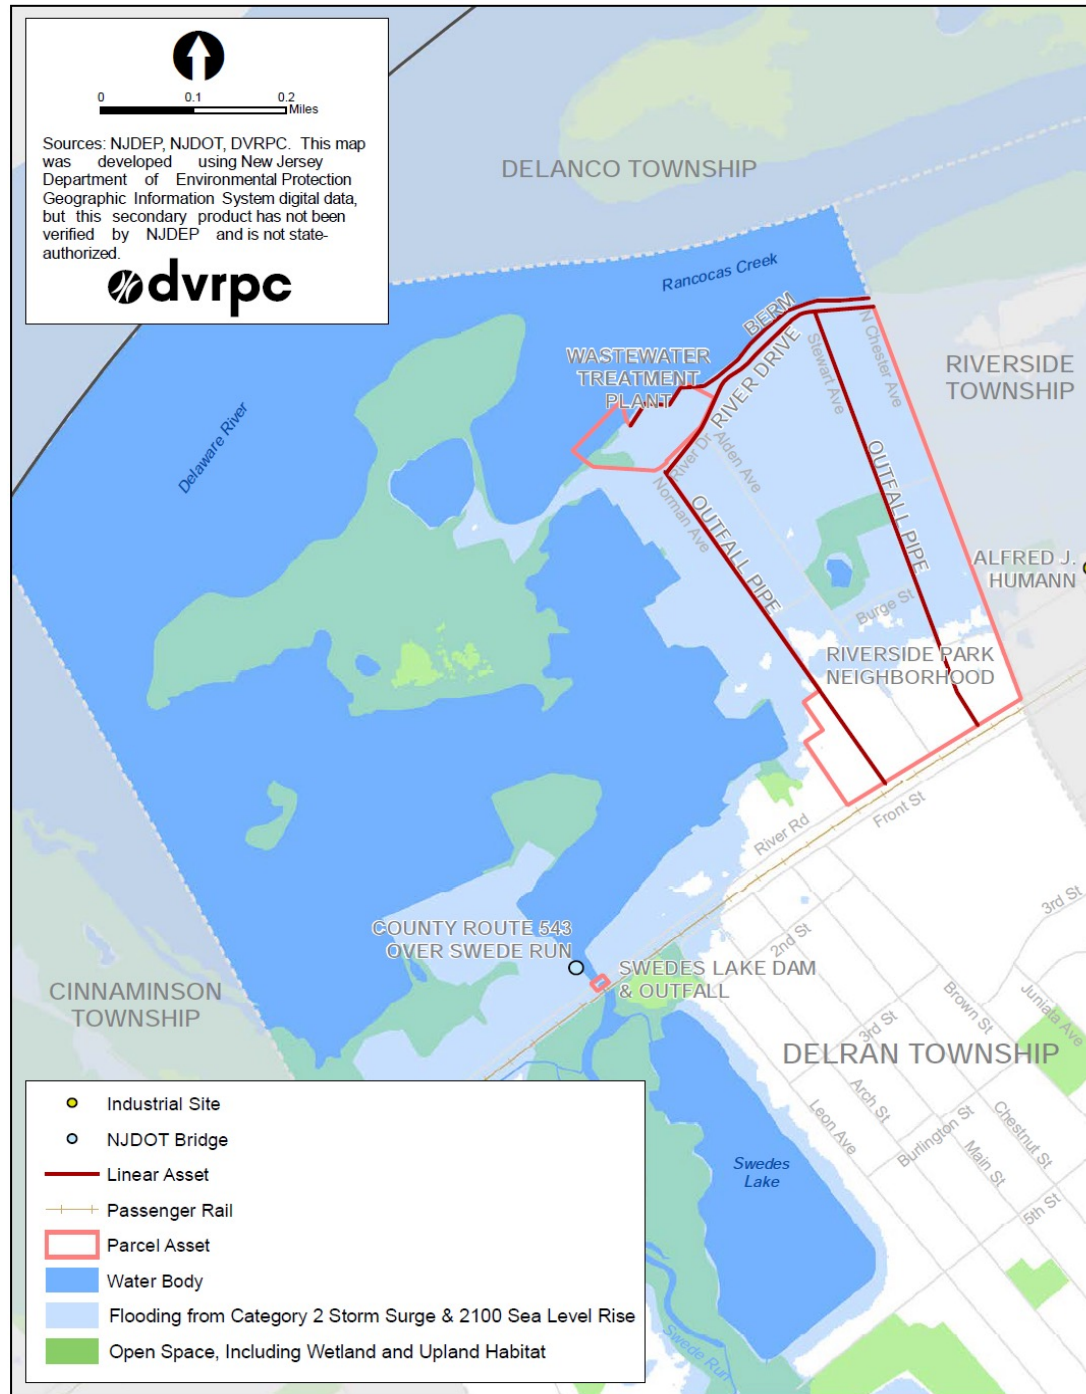 0 0.1 0.2
Miles
Sources: NJDEP, NJDOT, DVRPC. This map
was developed using New Jersey
Department of Environmental Protection
Geographic Information System digital data,
but this secondary product has not been
verified by NJDEP and is not state-
authorized.
dvrpc
DELANCO TOWNSHIP
Rancocas Creek
BERM
RIVER DRIVE
N Chester Ave
Stewart Ave
RIVERSIDE
TOWNSHIP
WASTEWATER
TREATMENT
PLANT
Delaware River
River Dr
Alden Ave
Norman Ave
OUTFALL PIPE
OUTFALL PIPE
ALFRED J.
HUMANN
Burge St
RIVERSIDE PARK
NEIGHBORHOOD
River Rd
Front St
COUNTY ROUTE 543
OVER SWEDE RUN
SWEDES LAKE DAM
& OUTFALL
2nd St
3rd St
CINNAMINSON
TOWNSHIP
3rd St
Brown St
Juniata Ave
DELRAN TOWNSHIP
Leon Ave
Arch St
Burlington St
Chestnut St
Main St
5th St
Swedes
Lake
Swede Run
Industrial Site
NJDOT Bridge
Linear Asset
Passenger Rail
Parcel Asset
Water Body
Flooding from Category 2 Storm Surge & 2100 Sea Level Rise
Open Space, Including Wetland and Upland Habitat